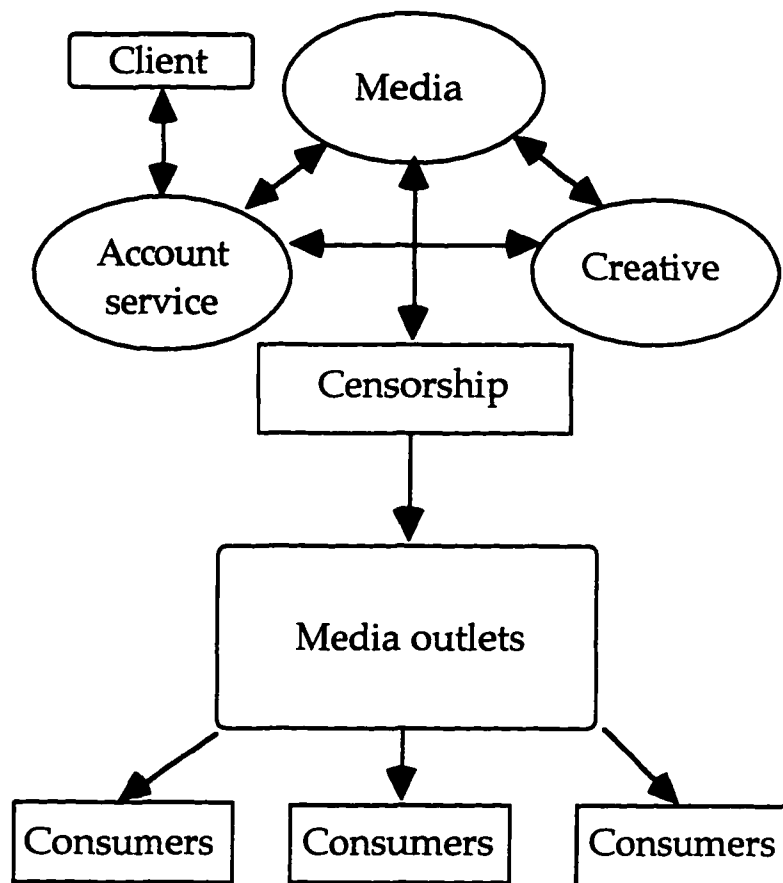 Client
Media
Account
service
Creative
Censorship
Media outlets
Consumers
Consumers
Consumers